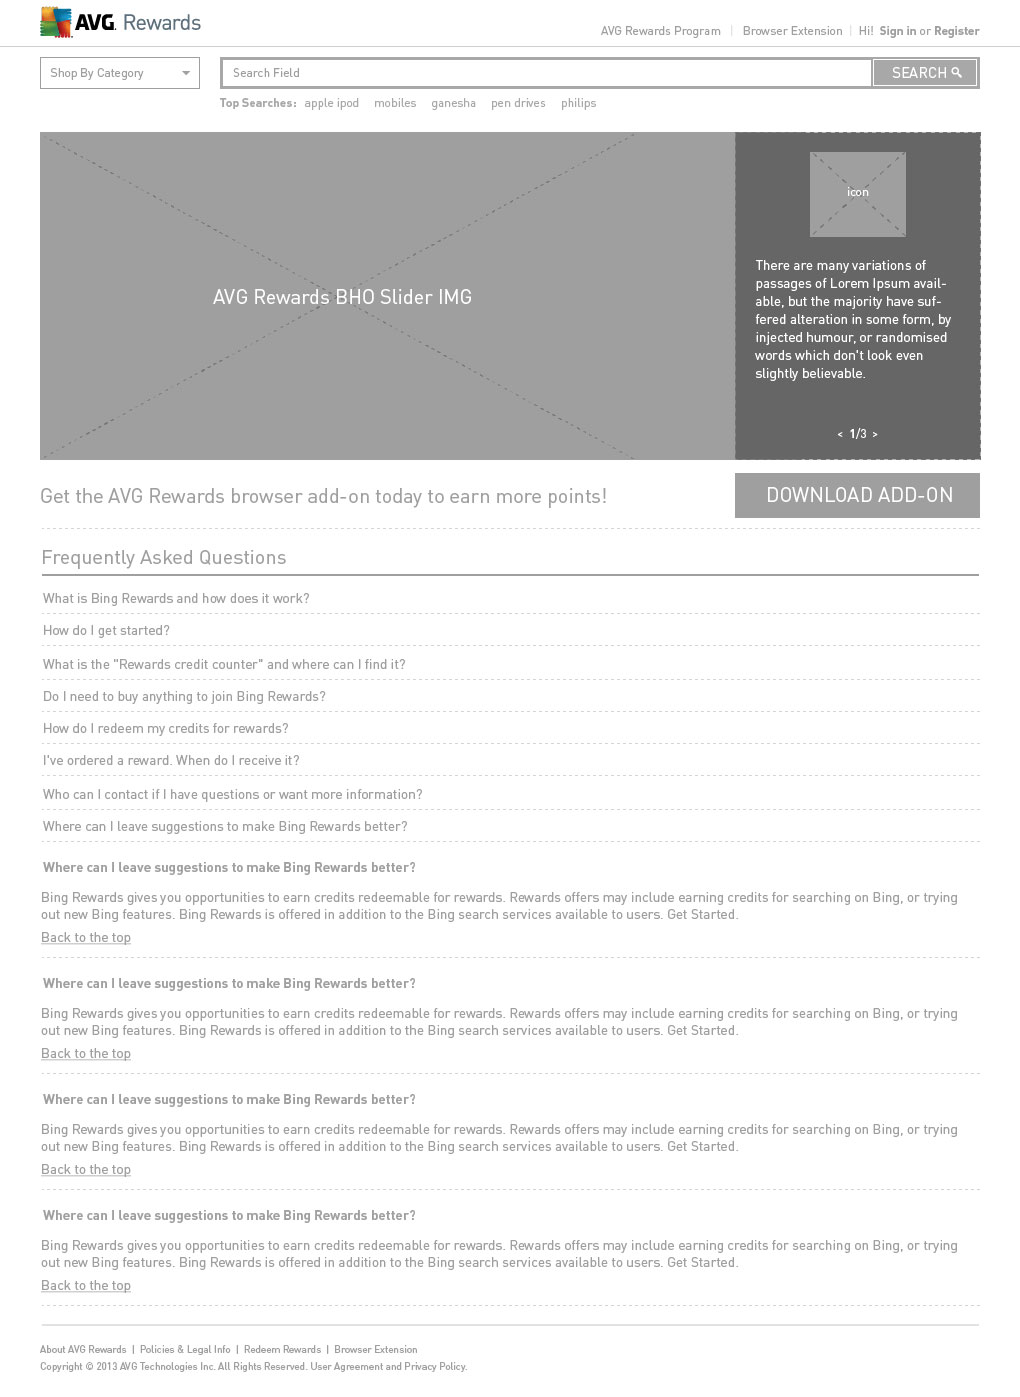 AVG. Rewards
AVG Rewards Program | Browser Extension | Hi! Sign in or Register
Shop By Category
Search Field
SEARCH
Top Searches: apple ipod mobiles ganesha pen drives philips
AVG Rewards BHO Slider IMG
icon
There are many variations of
passages of Lorem Ipsum avail-
able, but the majority have suf-
fered alteration in some form, by
injected humour, or randomised
words which don't look even
slightly believable.
< 1/3 >
Get the AVG Rewards browser add-on today to earn more points!
DOWNLOAD ADD-ON
Frequently Asked Questions
What is Bing Rewards and how does it work?
How do I get started?
What is the "Rewards credit counter" and where can I find it?
Do I need to buy anything to join Bing Rewards?
How do I redeem my credits for rewards?
I've ordered a reward. When do I receive it?
Who can I contact if I have questions or want more information?
Where can I leave suggestions to make Bing Rewards better?
Where can I leave suggestions to make Bing Rewards better?
Bing Rewards gives you opportunities to earn credits redeemable for rewards. Rewards offers may include earning credits for searching on Bing, or trying
out new Bing features. Bing Rewards is offered in addition to the Bing search services available to users. Get Started.
Back to the top
Where can I leave suggestions to make Bing Rewards better?
Bing Rewards gives you opportunities to earn credits redeemable for rewards. Rewards offers may include earning credits for searching on Bing, or trying
out new Bing features. Bing Rewards is offered in addition to the Bing search services available to users. Get Started.
Back to the top
Where can I leave suggestions to make Bing Rewards better?
Bing Rewards gives you opportunities to earn credits redeemable for rewards. Rewards offers may include earning credits for searching on Bing, or trying
out new Bing features. Bing Rewards is offered in addition to the Bing search services available to users. Get Started.
Back to the top
Where can I leave suggestions to make Bing Rewards better?
Bing Rewards gives you opportunities to earn credits redeemable for rewards. Rewards offers may include earning credits for searching on Bing, or trying
out new Bing features. Bing Rewards is offered in addition to the Bing search services available to users. Get Started.
Back to the top
About AVG Rewards | Policies & Legal Info | Redeem Rewards | Browser Extension
Copyright © 2013 AVG Technologies Inc. All Rights Reserved. User Agreement and Privacy Policy.